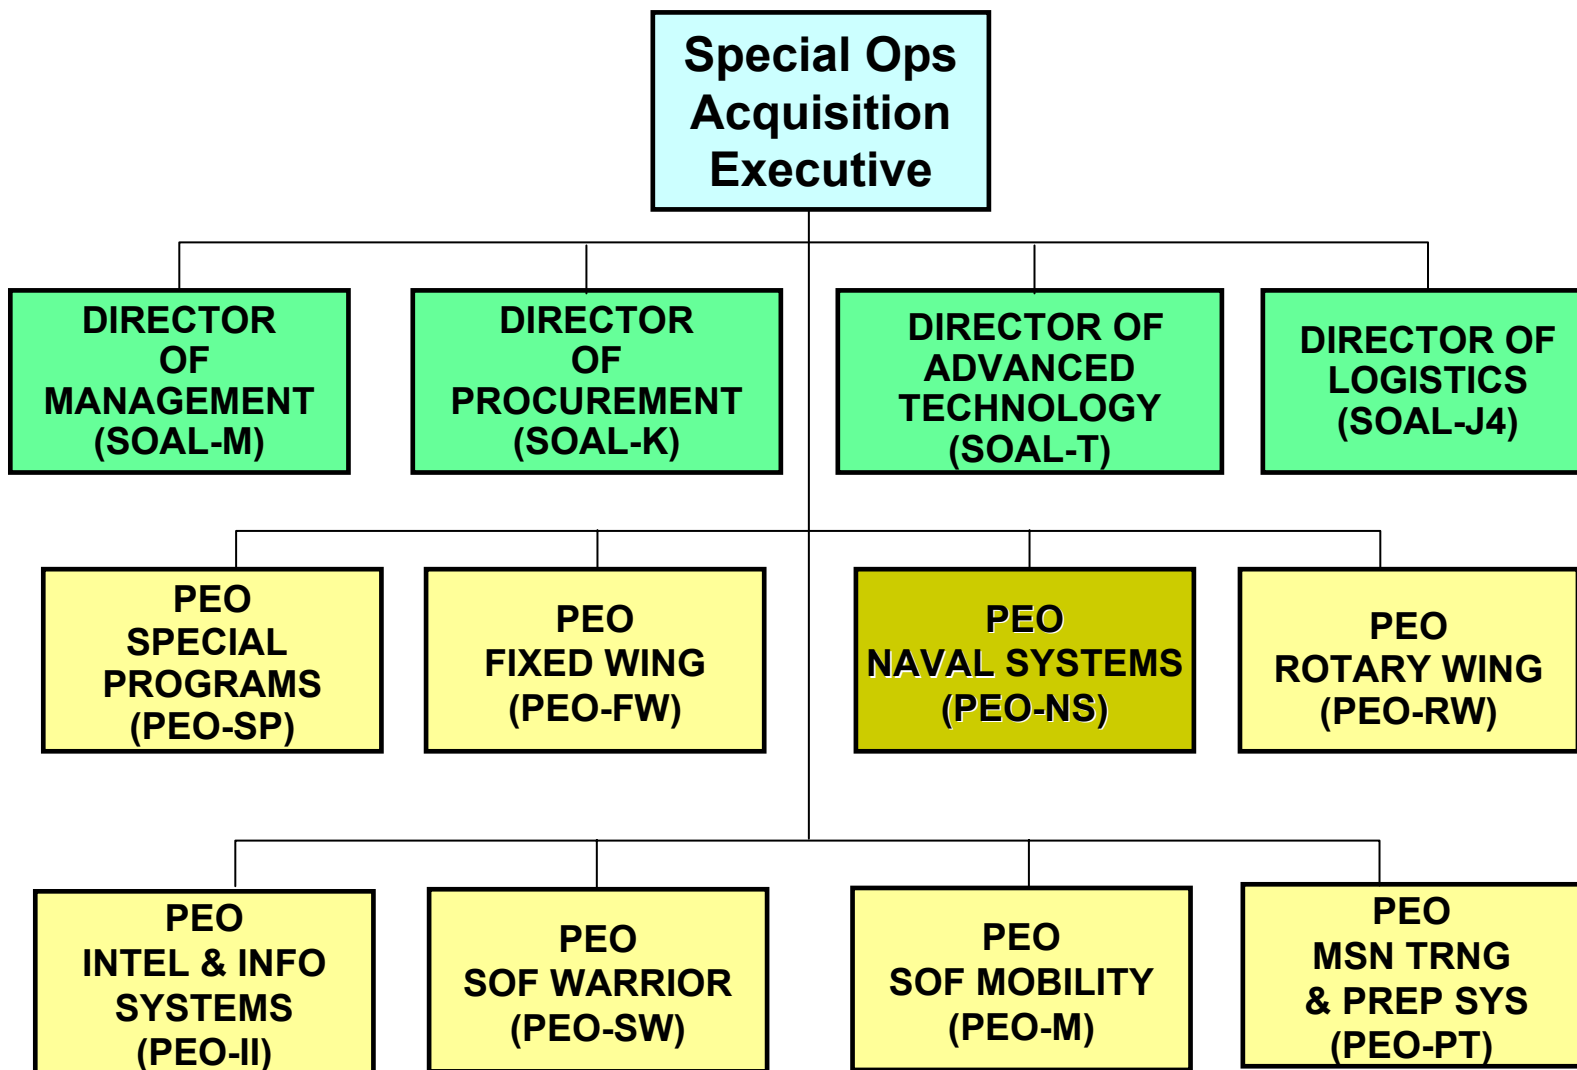 Special Ops
Acquisition
Executive
DIRECTOR
OF
MANAGEMENT
(SOAL-M)
DIRECTOR
OF
PROCUREMENT
(SOAL-K)
DIRECTOR OF
ADVANCED
TECHNOLOGY
(SOAL-T)
DIRECTOR OF
LOGISTICS
(SOAL-J4)
PEO
SPECIAL
PROGRAMS
(PEO-SP)
PEO
FIXED WING
(PEO-FW)
PEO
NAVAL SYSTEMS
(PEO-NS)
PEO
ROTARY WING
(PEO-RW)
PEO
INTEL & INFO
SYSTEMS
(PEO-II)
PEO
SOF WARRIOR
(PEO-SW)
PEO
SOF MOBILITY
(PEO-M)
PEO
MSN TRNG
& PREP SYS
(PEO-PT)